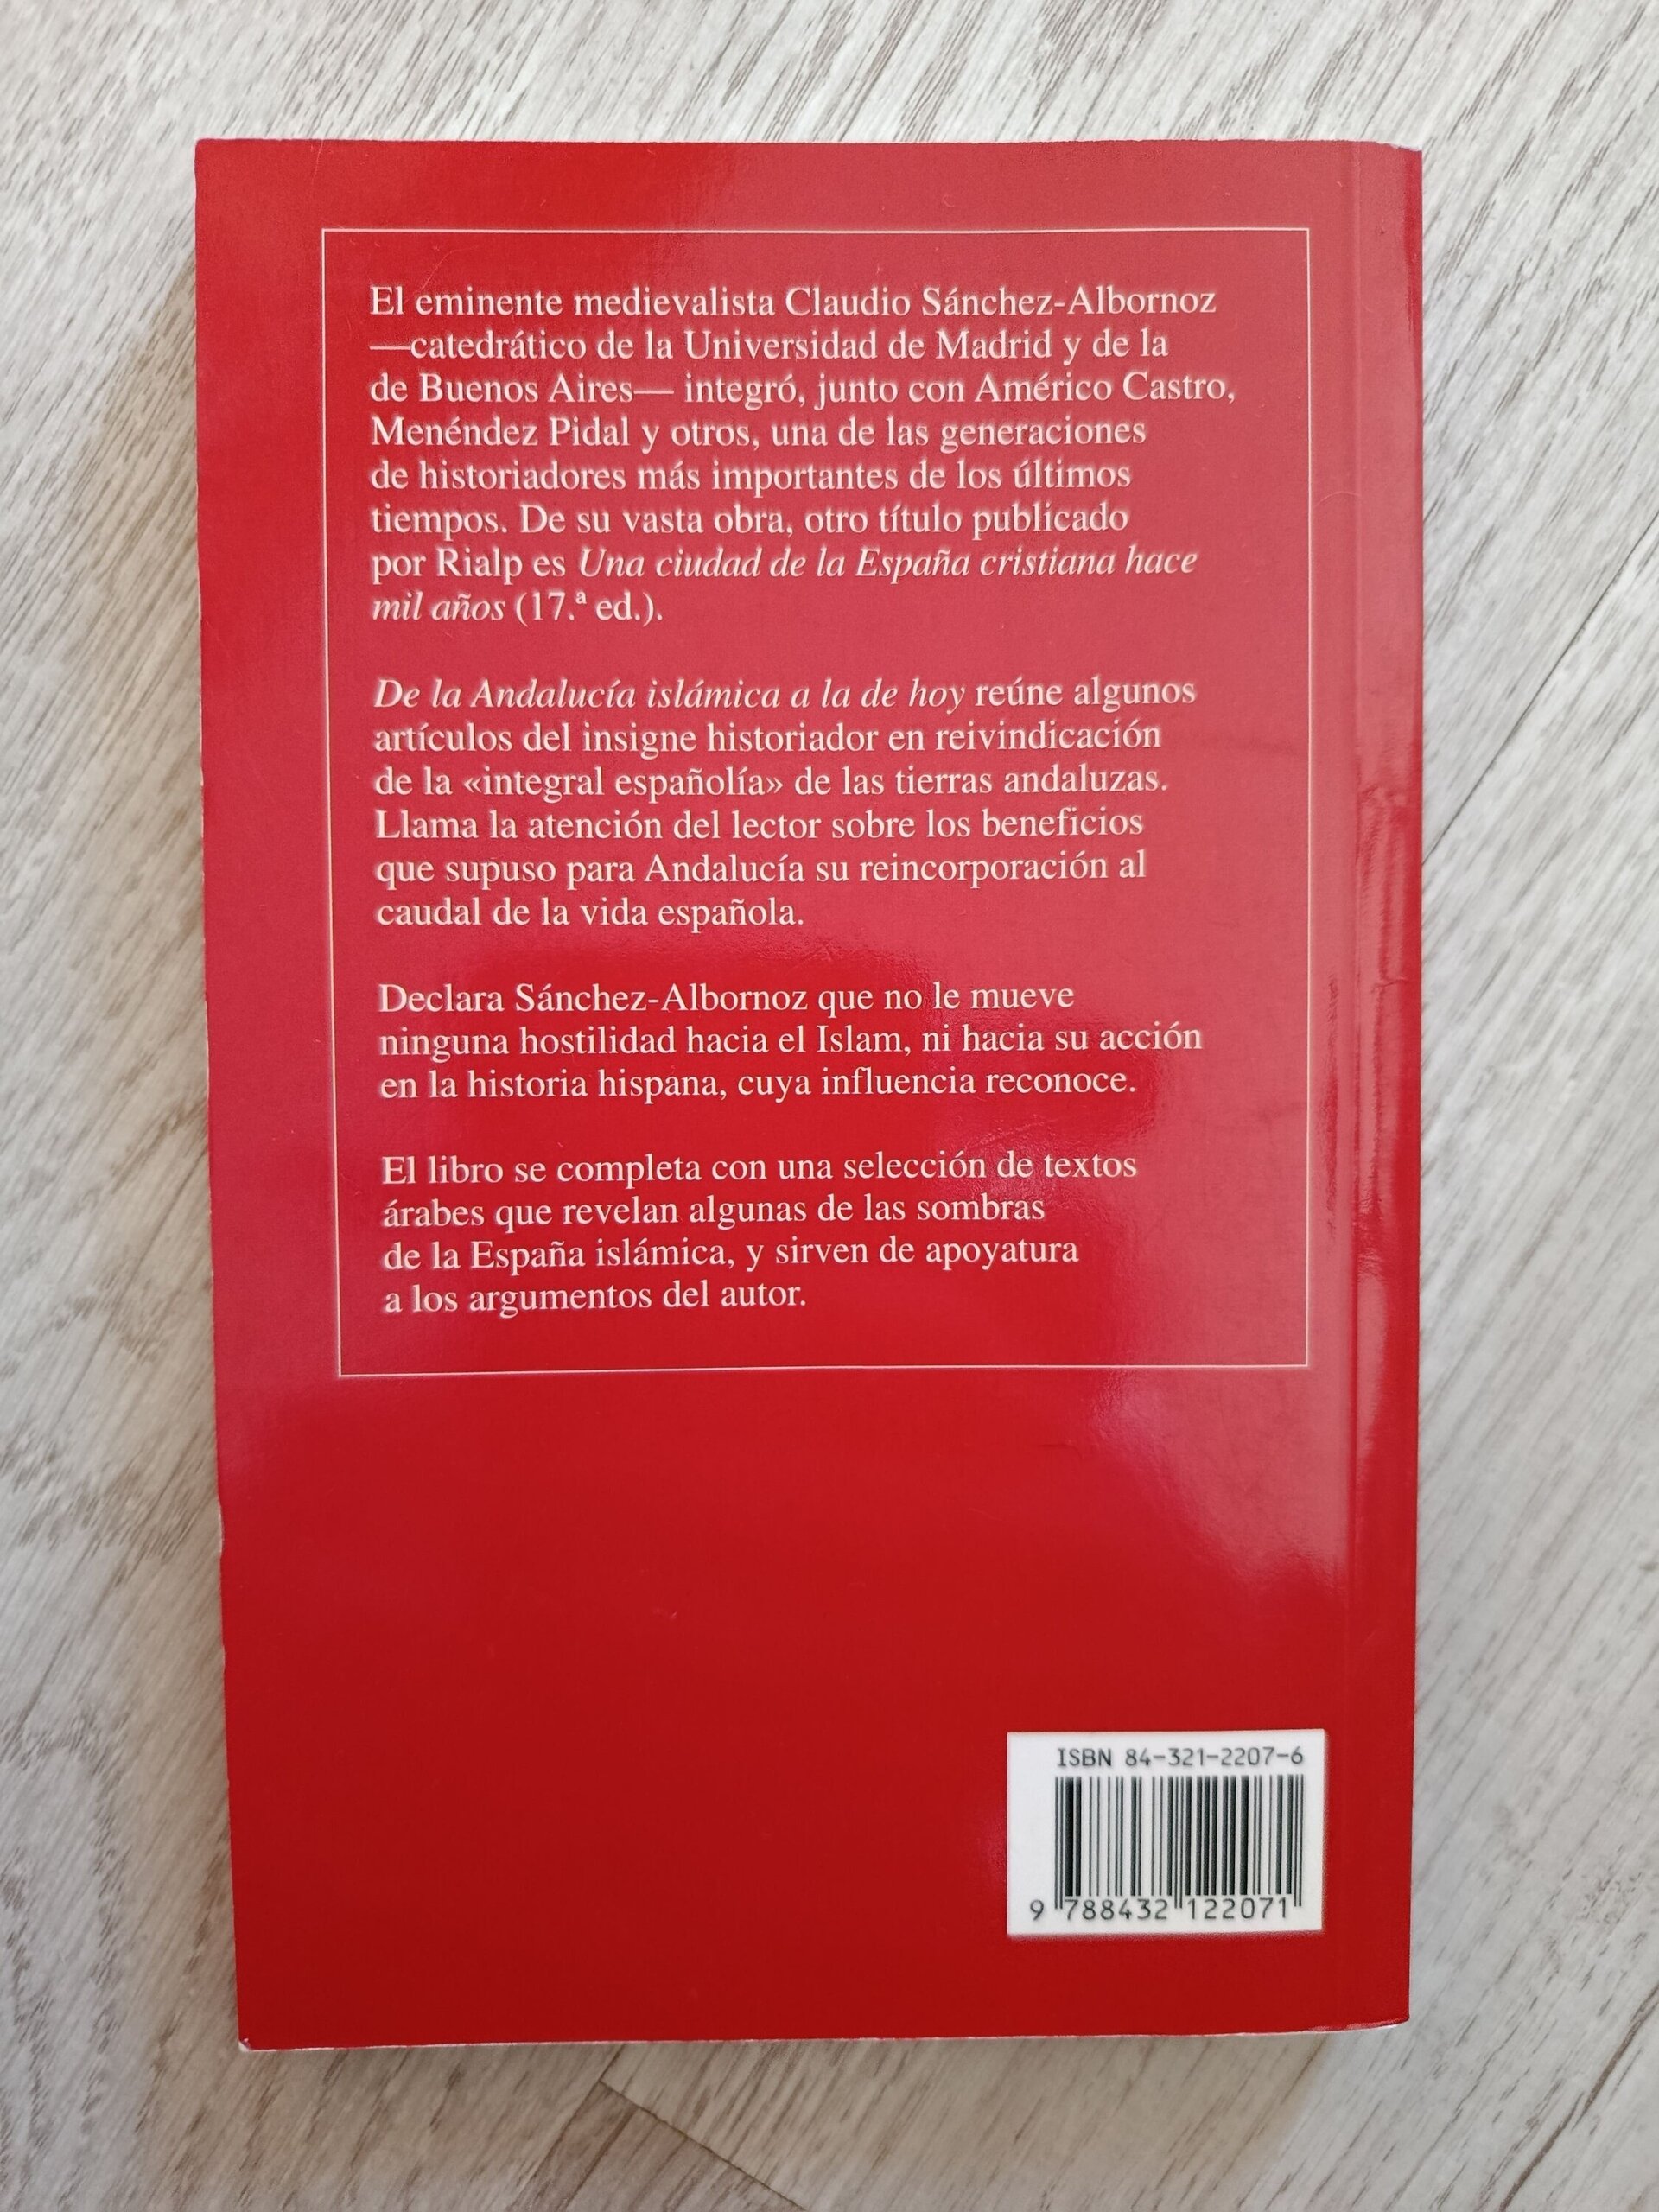 El eminente medievalista Claudio Sánchez-Albornoz
—catedrático de la Universidad de Madrid y de la
de Buenos Aires— integró, junto con Américo Castro,
Menéndez Pidal y otros, una de las generaciones
de historiadores más importantes de los últimos
tiempos. De su vasta obra, otro título publicado
por Rialp es Una ciudad de la España cristiana hace
mil años (17.ª ed.).
De la Andalucía islámica a la de hoy reúne algunos
artículos del insigne historiador en reivindicación
de la «integral españolía» de las tierras andaluzas.
Llama la atención del lector sobre los beneficios
que supuso para Andalucía su reincorporación al
caudal de la vida española.
Declara Sánchez-Albornoz que no le mueve
ninguna hostilidad hacia el Islam, ni hacia su acción
en la historia hispana, cuya influencia reconoce.
El libro se completa con una selección de textos
árabes que revelan algunas de las sombras
de la España islámica, y sirven de apoyatura
a los argumentos del autor.
ISBN 84-321-2207-6
9 788432 122071